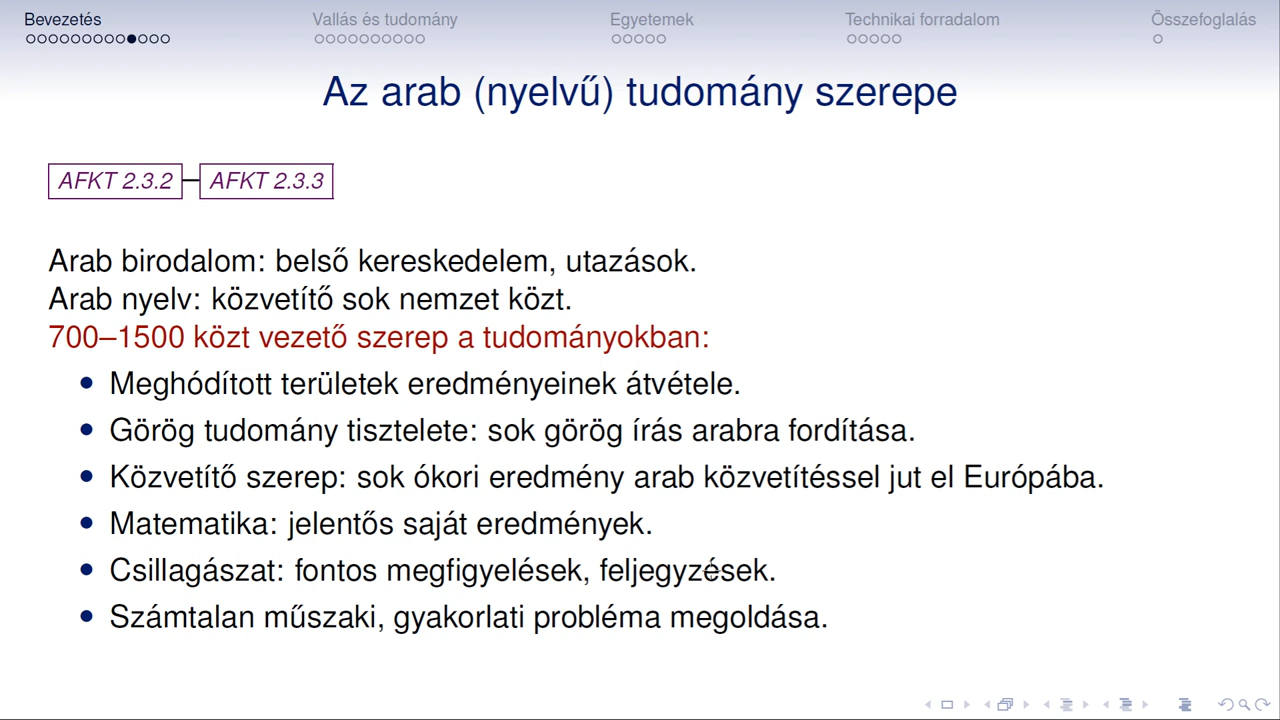 Bevezetés Vallás és tudomány Egyetemek Technikai forradalom Összefoglalás
Az arab (nyelvű) tudomány szerepe
AFKT 2.3.2 AFKT 2.3.3
Arab birodalom: belső kereskedelem, utazások.
Arab nyelv: közvetítő sok nemzet közt.
700–1500 közt vezető szerep a tudományokban:
Meghódított területek eredményeinek átvétele.
Görög tudomány tisztelete: sok görög írás arabra fordítása.
Közvetítő szerep: sok ókori eredmény arab közvetítéssel jut el Európába.
Matematika: jelentős saját eredmények.
Csillagászat: fontos megfigyelések, feljegyzések.
Számtalan műszaki, gyakorlati probléma megoldása.